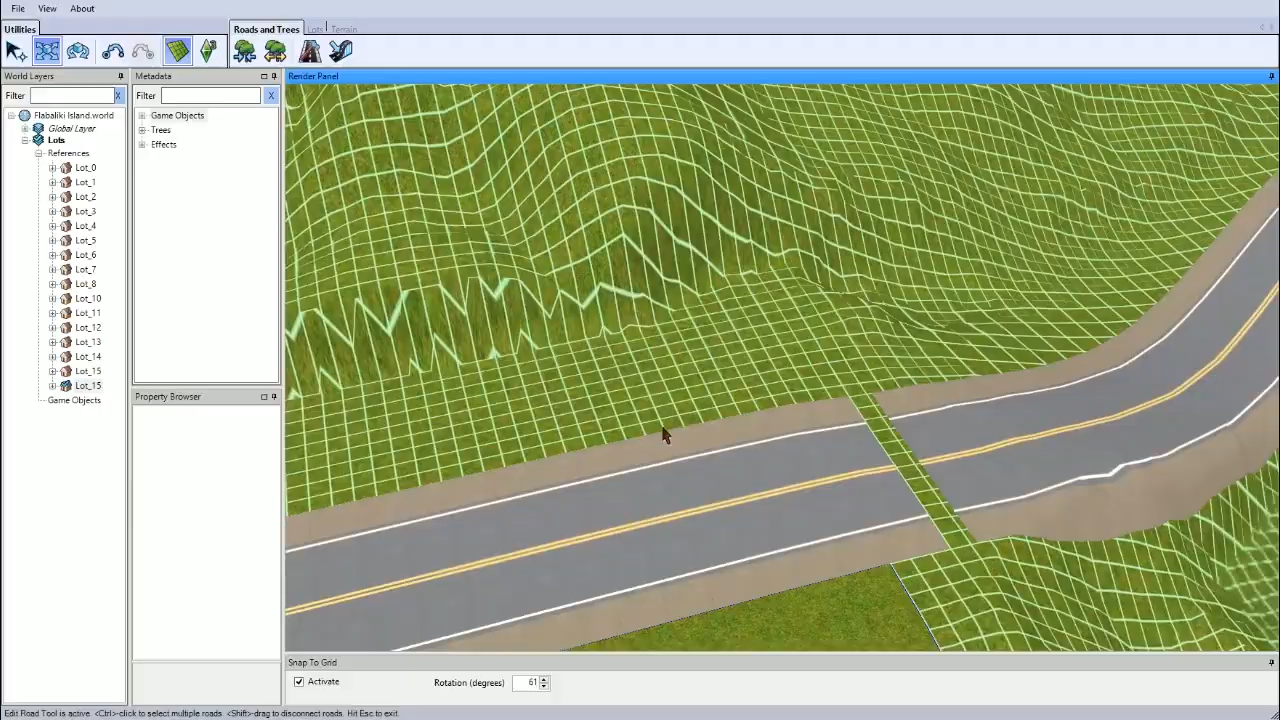 File View About
Utilities
Roads and Trees Lots Terrain
World Layers
Metadata
Render Panel
Filter
X
Filter
X
Flabaliki Island.world
Global Layer
Lots
References
Lot_0
Lot_1
Lot_2
Lot_3
Lot_4
Lot_5
Lot_6
Lot_7
Lot_8
Lot_10
Lot_11
Lot_12
Lot_13
Lot_14
Lot_15
Lot_15
Game Objects
Game Objects
Trees
Effects
Property Browser
Snap To Grid
Activate
Rotation (degrees) 61
Edit Road Tool is active. <Ctrl>-click to select multiple roads. <Shift>-drag to disconnect roads. Hit Esc to exit.